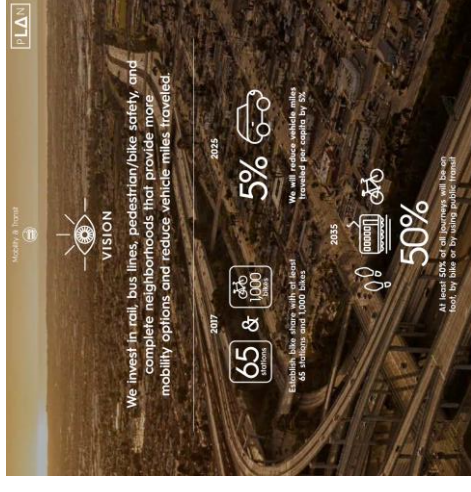 Mobility & Transit
11
pLAN
VISION
We invest in rail, bus lines, pedestrian/bike safety, and
complete neighborhoods that provide more
mobility options and reduce vehicle miles traveled.
2017
65
stations
&
1,000
bikes
Establish bike share with at least
65 stations and 1,000 bikes
2025
5%
We will reduce vehicle miles
traveled per capita by 5%
2035
50%
At least 50% of all journeys will be on
foot, by bike or by using public transit